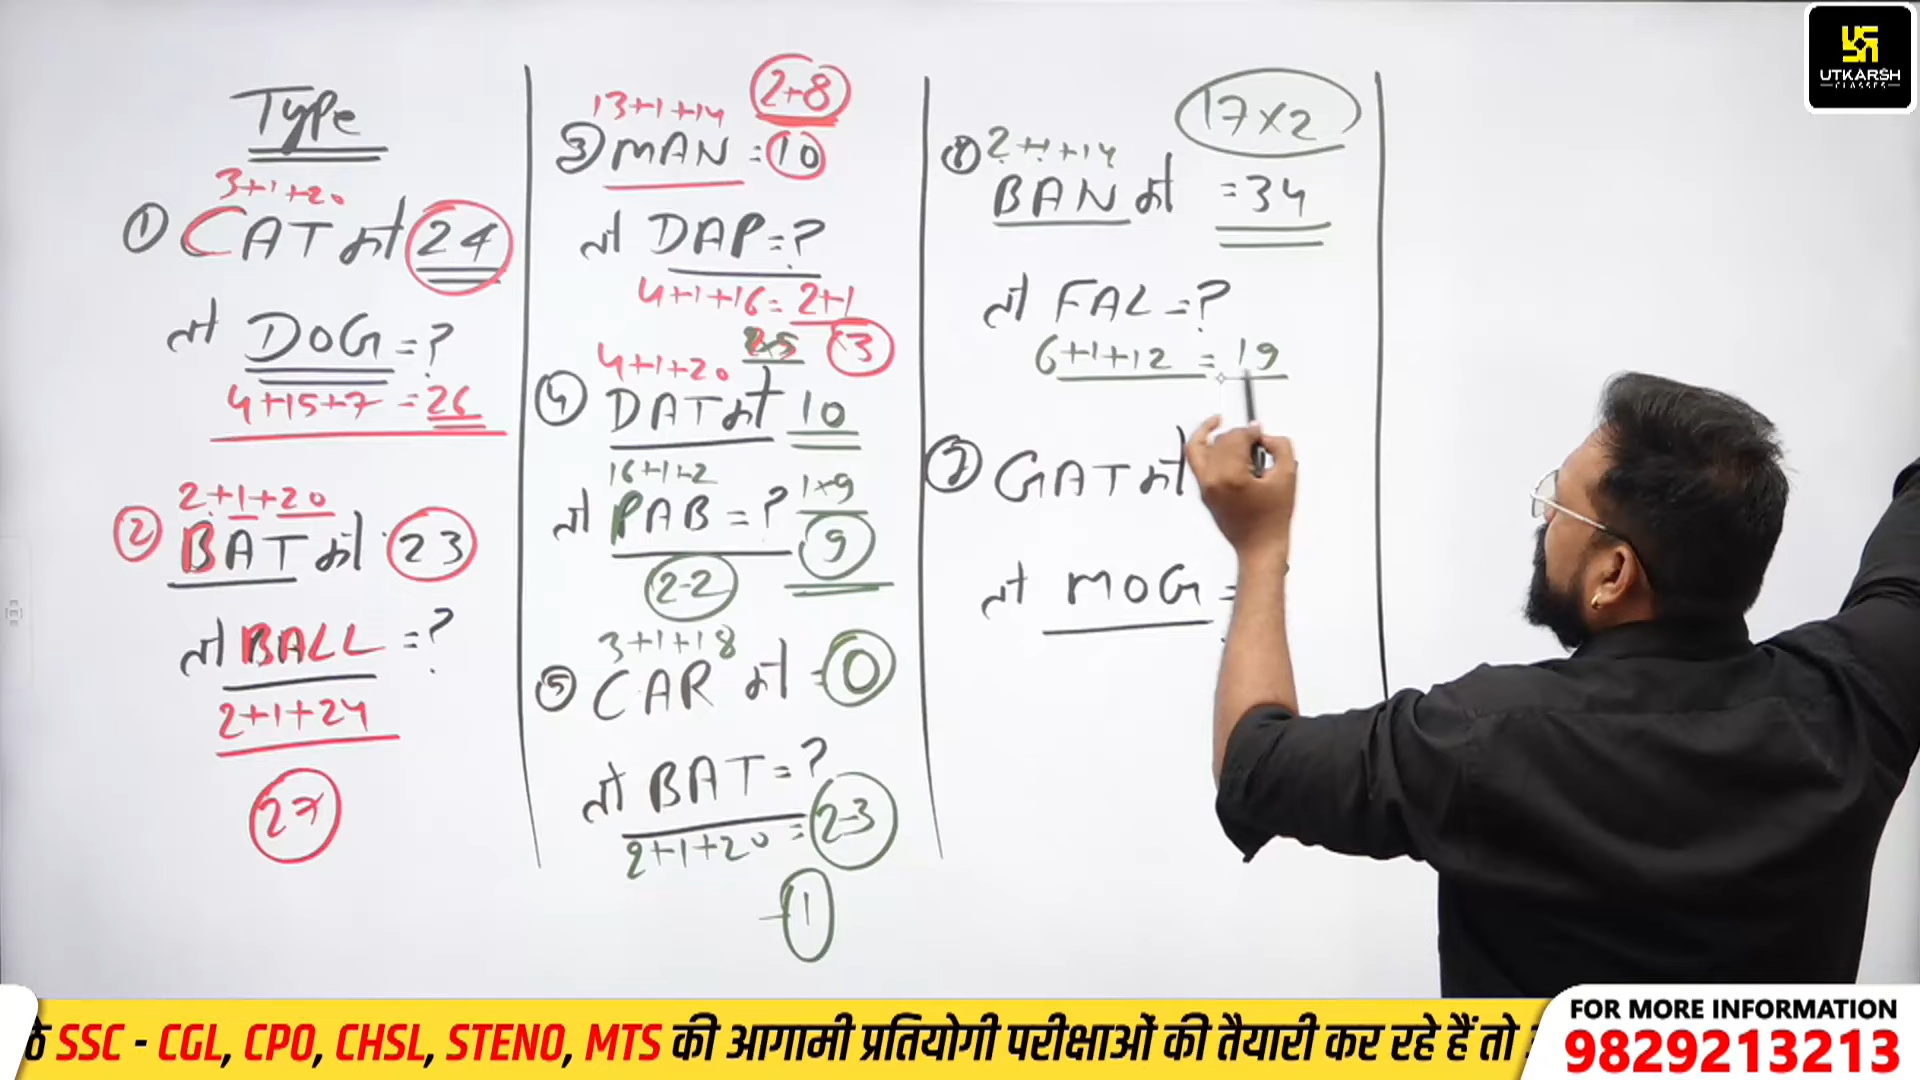 Type
3+1+20
① CAT को 24
तो DOG = ?
4+15+7 = 26
2+1+20
② BAT को 23
तो BALL = ?
2+1+24
27
13+1+14 2+8
③ MAN = 10
तो DAP = ?
4+1+16 = 2+1
3
4+1+20
④ DAT को 10
16+1+2 1×9
तो PAB = ? 9
2-2
3+1+18
⑤ CAR को = 0
तो BAT = ?
2+1+20 = 2-3
-1
17×2
2+1+14
BAN को = 34
तो FAL = ?
6+1+12 = 19
⑦ GAT को
तो MOG =
UTKARSH
CLASSES
SSC - CGL, CPO, CHSL, STENO, MTS की आगामी प्रतियोगी परीक्षाओं की तैयारी कर रहे हैं तो
FOR MORE INFORMATION
9829213213